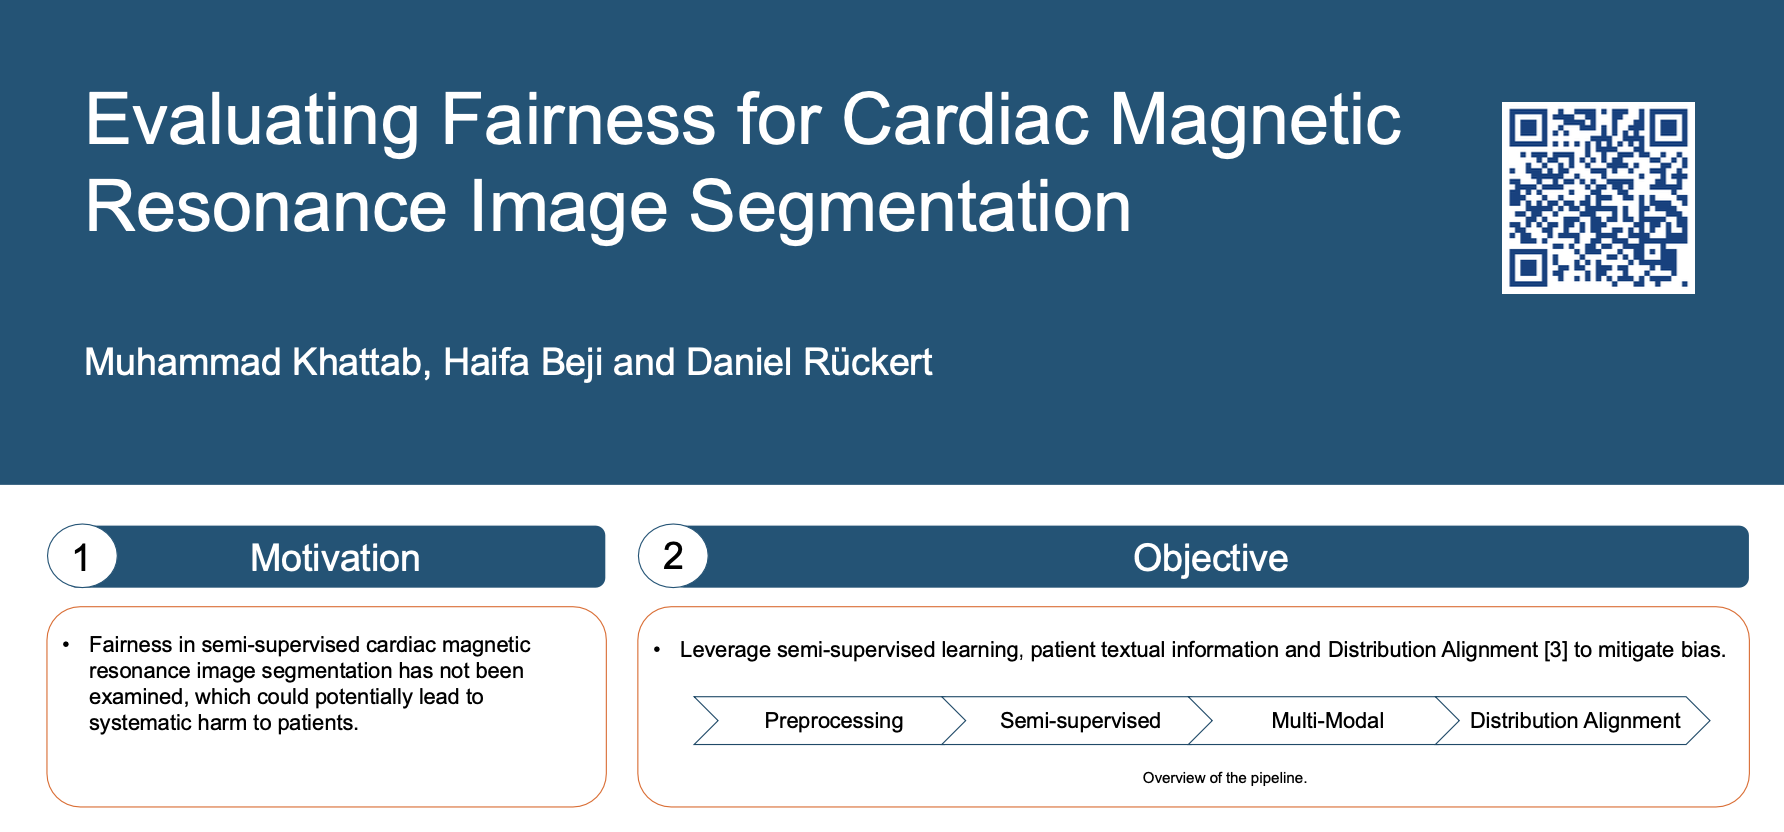 Evaluating Fairness for Cardiac Magnetic
Resonance Image Segmentation
Muhammad Khattab, Haifa Beji and Daniel Rückert
1
Motivation
• Fairness in semi-supervised cardiac magnetic
resonance image segmentation has not been
examined, which could potentially lead to
systematic harm to patients.
2
Objective
• Leverage semi-supervised learning, patient textual information and Distribution Alignment [3] to mitigate bias.
Preprocessing
Semi-supervised
Multi-Modal
Distribution Alignment
Overview of the pipeline.